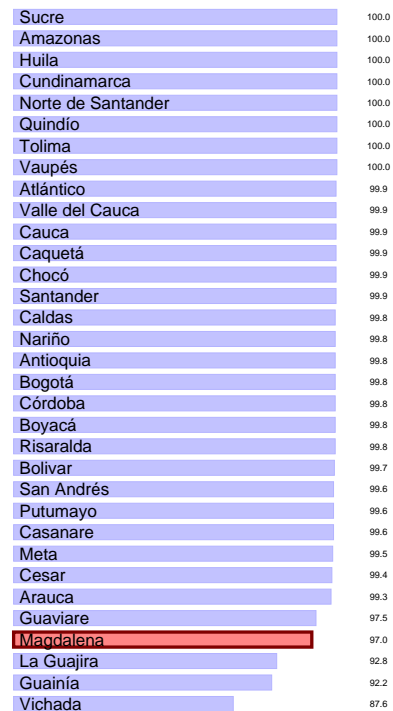 Sucre 100.0
Amazonas 100.0
Huila 100.0
Cundinamarca 100.0
Norte de Santander 100.0
Quindío 100.0
Tolima 100.0
Vaupés 100.0
Atlántico 99.9
Valle del Cauca 99.9
Cauca 99.9
Caquetá 99.9
Chocó 99.9
Santander 99.9
Caldas 99.8
Nariño 99.8
Antioquia 99.8
Bogotá 99.8
Córdoba 99.8
Boyacá 99.8
Risaralda 99.8
Bolivar 99.7
San Andrés 99.6
Putumayo 99.6
Casanare 99.6
Meta 99.5
Cesar 99.4
Arauca 99.3
Guaviare 97.5
Magdalena 97.0
La Guajira 92.8
Guainía 92.2
Vichada 87.6